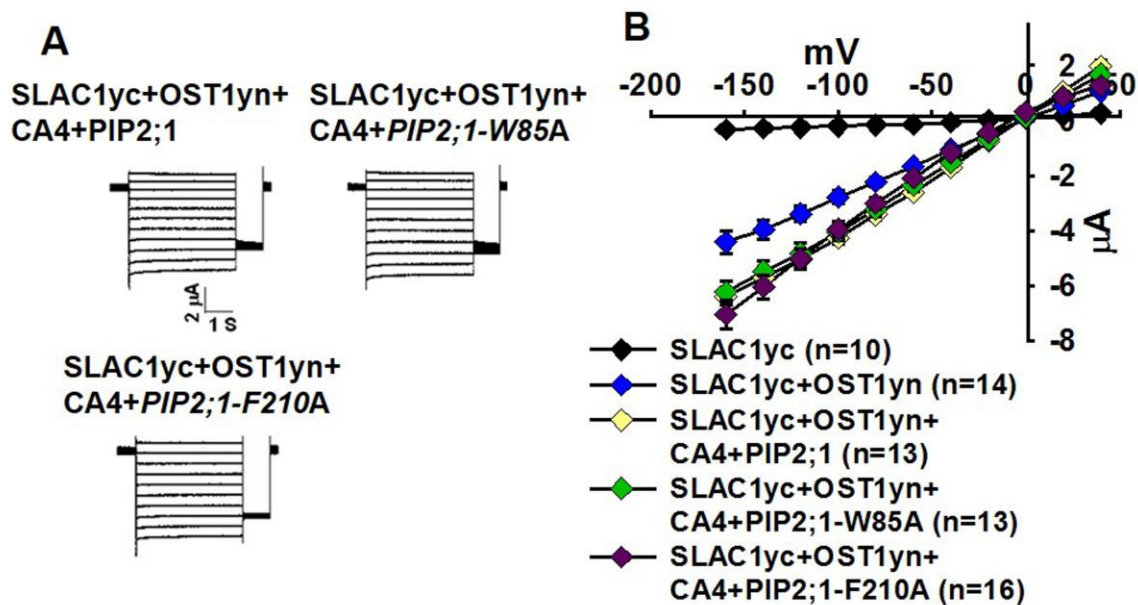 A
SLAC1yc+OST1yn+
CA4+PIP2;1
SLAC1yc+OST1yn+
CA4+PIP2;1-W85A
2 µA
1 S
SLAC1yc+OST1yn+
CA4+PIP2;1-F210A
B
mV
-200 -150 -100 -50 0 50
2
0
-2
-4
-6
-8
µA
SLAC1yc (n=10)
SLAC1yc+OST1yn (n=14)
SLAC1yc+OST1yn+
CA4+PIP2;1 (n=13)
SLAC1yc+OST1yn+
CA4+PIP2;1-W85A (n=13)
SLAC1yc+OST1yn+
CA4+PIP2;1-F210A (n=16)